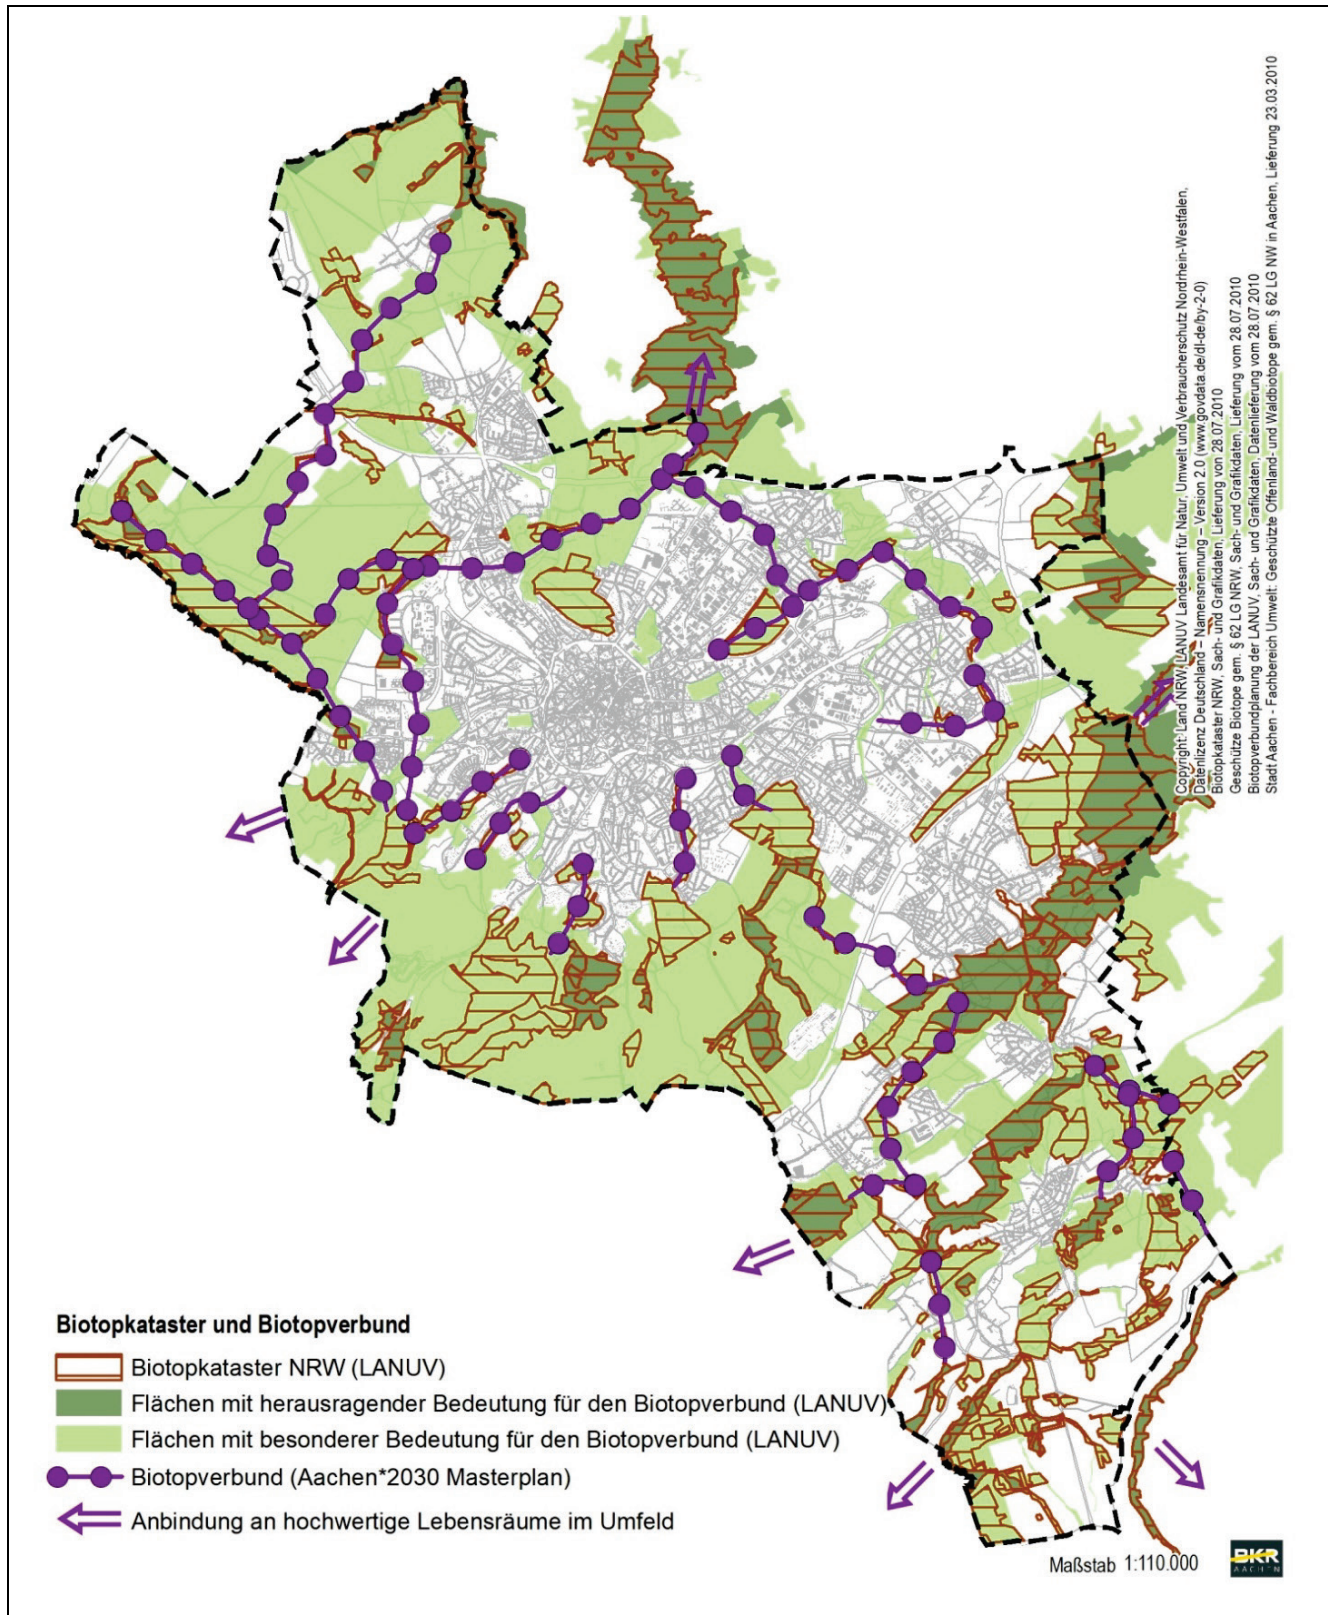 Copyright: Land NRW, LANUV Landesamt für Natur, Umwelt und Verbraucherschutz Nordrhein-Westfalen,
Datenlizenz Deutschland – Namensnennung – Version 2.0 (www.govdata.de/dl-de/by-2-0)
Biotopkataster NRW, Sach- und Grafikdaten, Lieferung von 28.07.2010
Geschütze Biotope gem. § 62 LG NRW, Sach- und Grafikdaten, Lieferung vom 28.07.2010
Biotopverbundplanung der LANUV, Sach- und Grafikdaten, Datenlieferung vom 28.07.2010
Stadt Aachen - Fachbereich Umwelt: Geschützte Offenland- und Waldbiotope gem. § 62 LG NW in Aachen, Lieferung 23.03.2010
Biotopkataster und Biotopverbund
Biotopkataster NRW (LANUV)
Flächen mit herausragender Bedeutung für den Biotopverbund (LANUV)
Flächen mit besonderer Bedeutung für den Biotopverbund (LANUV)
Biotopverbund (Aachen*2030 Masterplan)
Anbindung an hochwertige Lebensräume im Umfeld
Maßstab 1:110.000
BKR
AACHEN